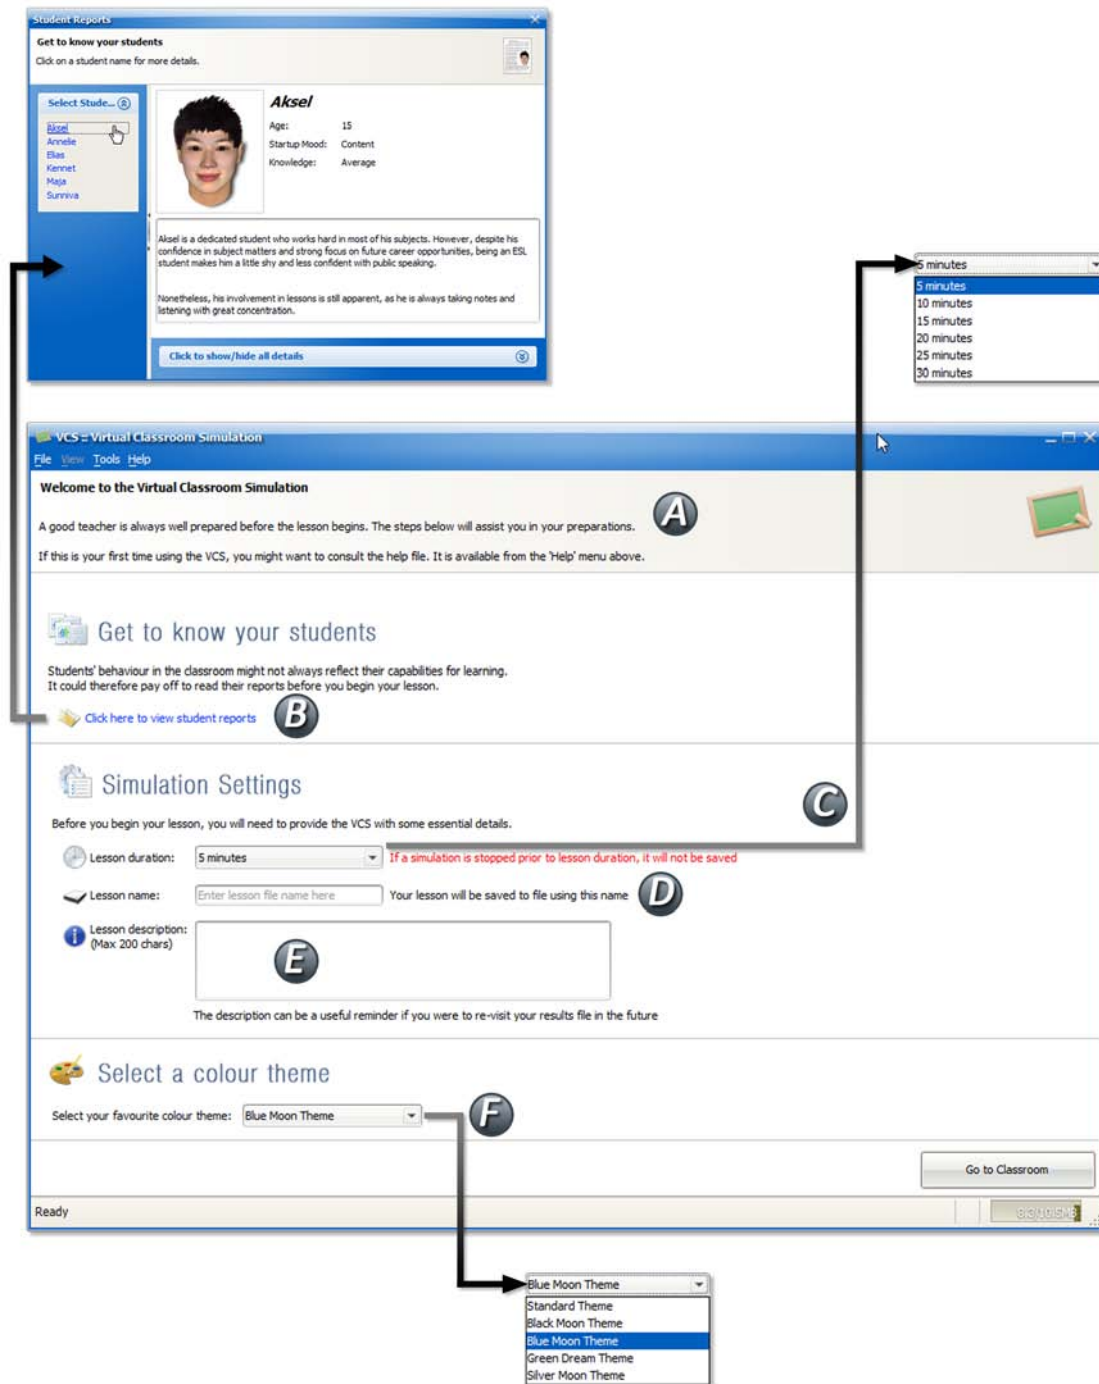 Student Reports
Get to know your students
Click on a student name for more details.
Select Stude...
Aksel
Annelie
Elias
Kennet
Maja
Sunniva
Aksel
Age: 15
Startup Mood: Content
Knowledge: Average
Aksel is a dedicated student who works hard in most of his subjects. However, despite his
confidence in subject matters and strong focus on future career opportunities, being an ESL
student makes him a little shy and less confident with public speaking.
Nonetheless, his involvement in lessons is still apparent, as he is always taking notes and
listening with great concentration.
Click to show/hide all details
5 minutes
5 minutes
10 minutes
15 minutes
20 minutes
25 minutes
30 minutes
VCS :: Virtual Classroom Simulation
File View Tools Help
Welcome to the Virtual Classroom Simulation
A good teacher is always well prepared before the lesson begins. The steps below will assist you in your preparations.
A
If this is your first time using the VCS, you might want to consult the help file. It is available from the 'Help' menu above.
Get to know your students
Students' behaviour in the classroom might not always reflect their capabilities for learning.
It could therefore pay off to read their reports before you begin your lesson.
Click here to view student reports
B
Simulation Settings
C
Before you begin your lesson, you will need to provide the VCS with some essential details.
Lesson duration: 5 minutes If a simulation is stopped prior to lesson duration, it will not be saved
Lesson name: Enter lesson file name here Your lesson will be saved to file using this name
D
Lesson description:
(Max 200 chars)
E
The description can be a useful reminder if you were to re-visit your results file in the future
Select a colour theme
Select your favourite colour theme: Blue Moon Theme
F
Go to Classroom
Ready
Blue Moon Theme
Standard Theme
Black Moon Theme
Blue Moon Theme
Green Dream Theme
Silver Moon Theme